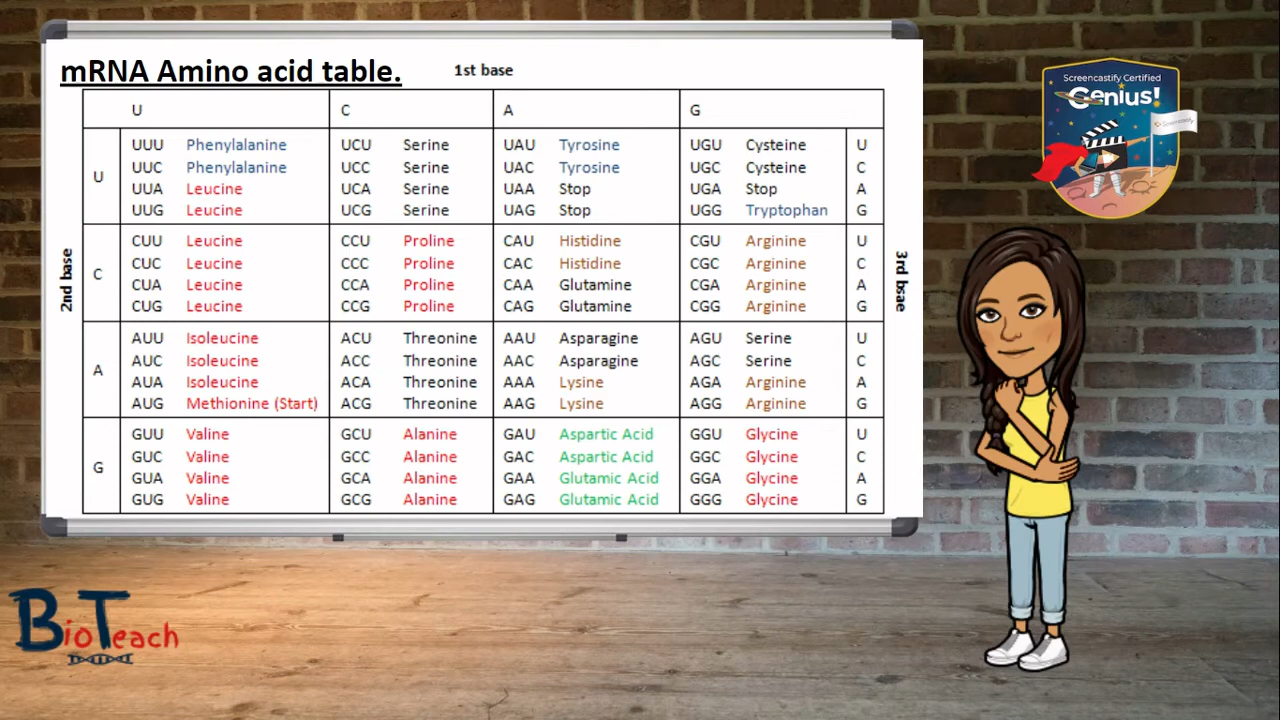 mRNA Amino acid table.
1st base
U C A G
2nd base
3rd bsae
U
UUU Phenylalanine UCU Serine UAU Tyrosine UGU Cysteine U
UUC Phenylalanine UCC Serine UAC Tyrosine UGC Cysteine C
UUA Leucine UCA Serine UAA Stop UGA Stop A
UUG Leucine UCG Serine UAG Stop UGG Tryptophan G
C
CUU Leucine CCU Proline CAU Histidine CGU Arginine U
CUC Leucine CCC Proline CAC Histidine CGC Arginine C
CUA Leucine CCA Proline CAA Glutamine CGA Arginine A
CUG Leucine CCG Proline CAG Glutamine CGG Arginine G
A
AUU Isoleucine ACU Threonine AAU Asparagine AGU Serine U
AUC Isoleucine ACC Threonine AAC Asparagine AGC Serine C
AUA Isoleucine ACA Threonine AAA Lysine AGA Arginine A
AUG Methionine (Start) ACG Threonine AAG Lysine AGG Arginine G
G
GUU Valine GCU Alanine GAU Aspartic Acid GGU Glycine U
GUC Valine GCC Alanine GAC Aspartic Acid GGC Glycine C
GUA Valine GCA Alanine GAA Glutamic Acid GGA Glycine A
GUG Valine GCG Alanine GAG Glutamic Acid GGG Glycine G
Screencastify Certified
Genius!
Screencastify
BioTeach